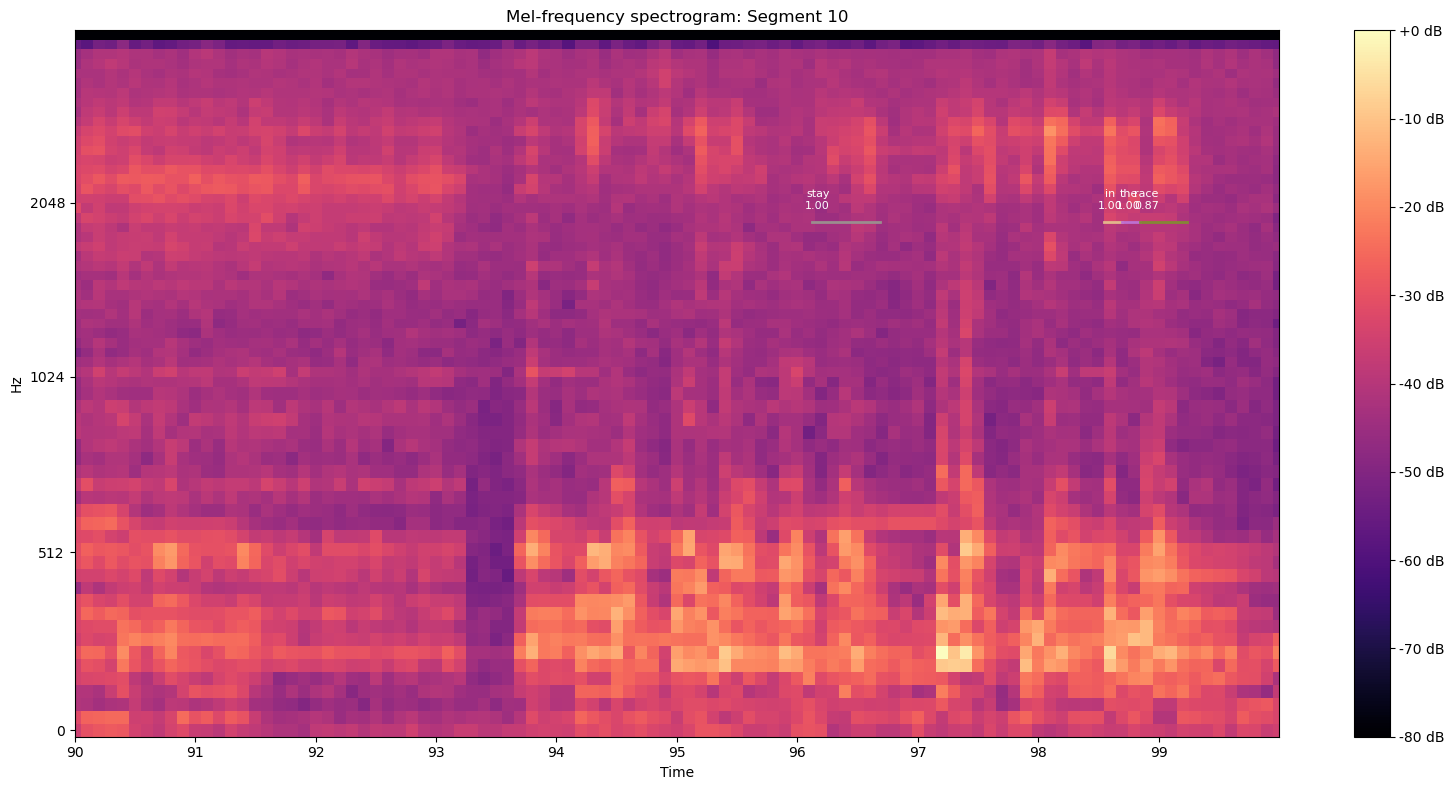 Mel-frequency spectrogram: Segment 10
+0 dB
-10 dB
-20 dB
-30 dB
-40 dB
-50 dB
-60 dB
-70 dB
-80 dB
Hz
2048
1024
512
0
stay
1.00
in
1.00
the
1.00
race
0.87
90 91 92 93 94 95 96 97 98 99
Time